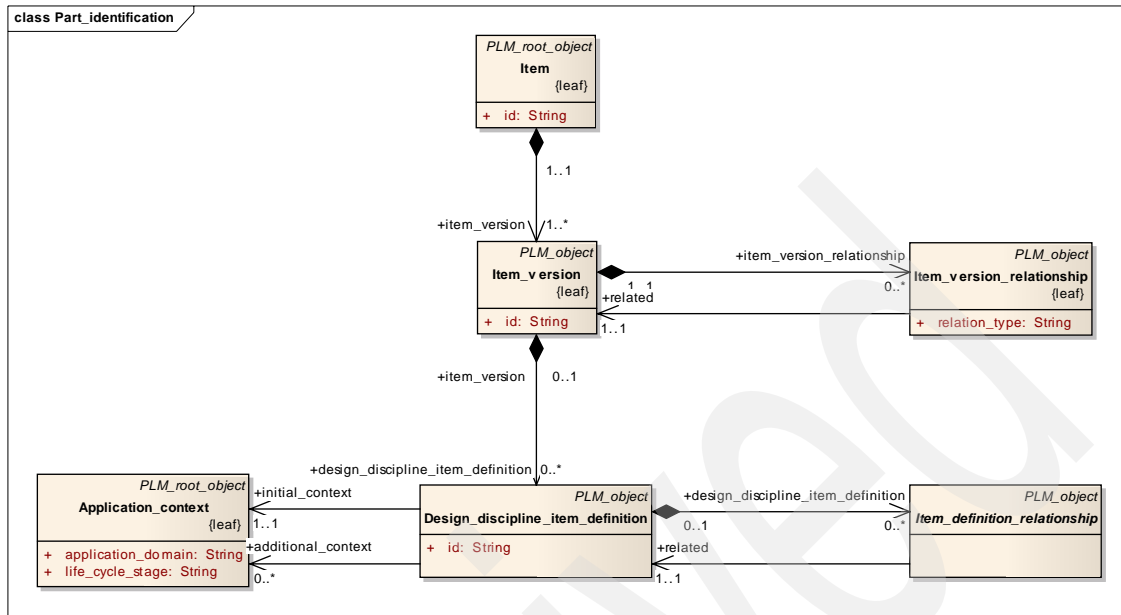 class Part_identification
PLM_root_object
Item
{leaf}
+ id: String
1..1
+item_version
1..*
PLM_object
Item_version
{leaf}
+ id: String
+item_version_relationship
1..1
0..*
+related
1..1
PLM_object
Item_version_relationship
{leaf}
+ relation_type: String
+item_version
0..1
+design_discipline_item_definition
0..*
PLM_root_object
Application_context
{leaf}
+ application_domain: String
+ life_cycle_stage: String
+initial_context
1..1
+additional_context
0..*
PLM_object
Design_discipline_item_definition
+ id: String
+design_discipline_item_definition
0..1
0..*
+related
1..1
PLM_object
Item_definition_relationship